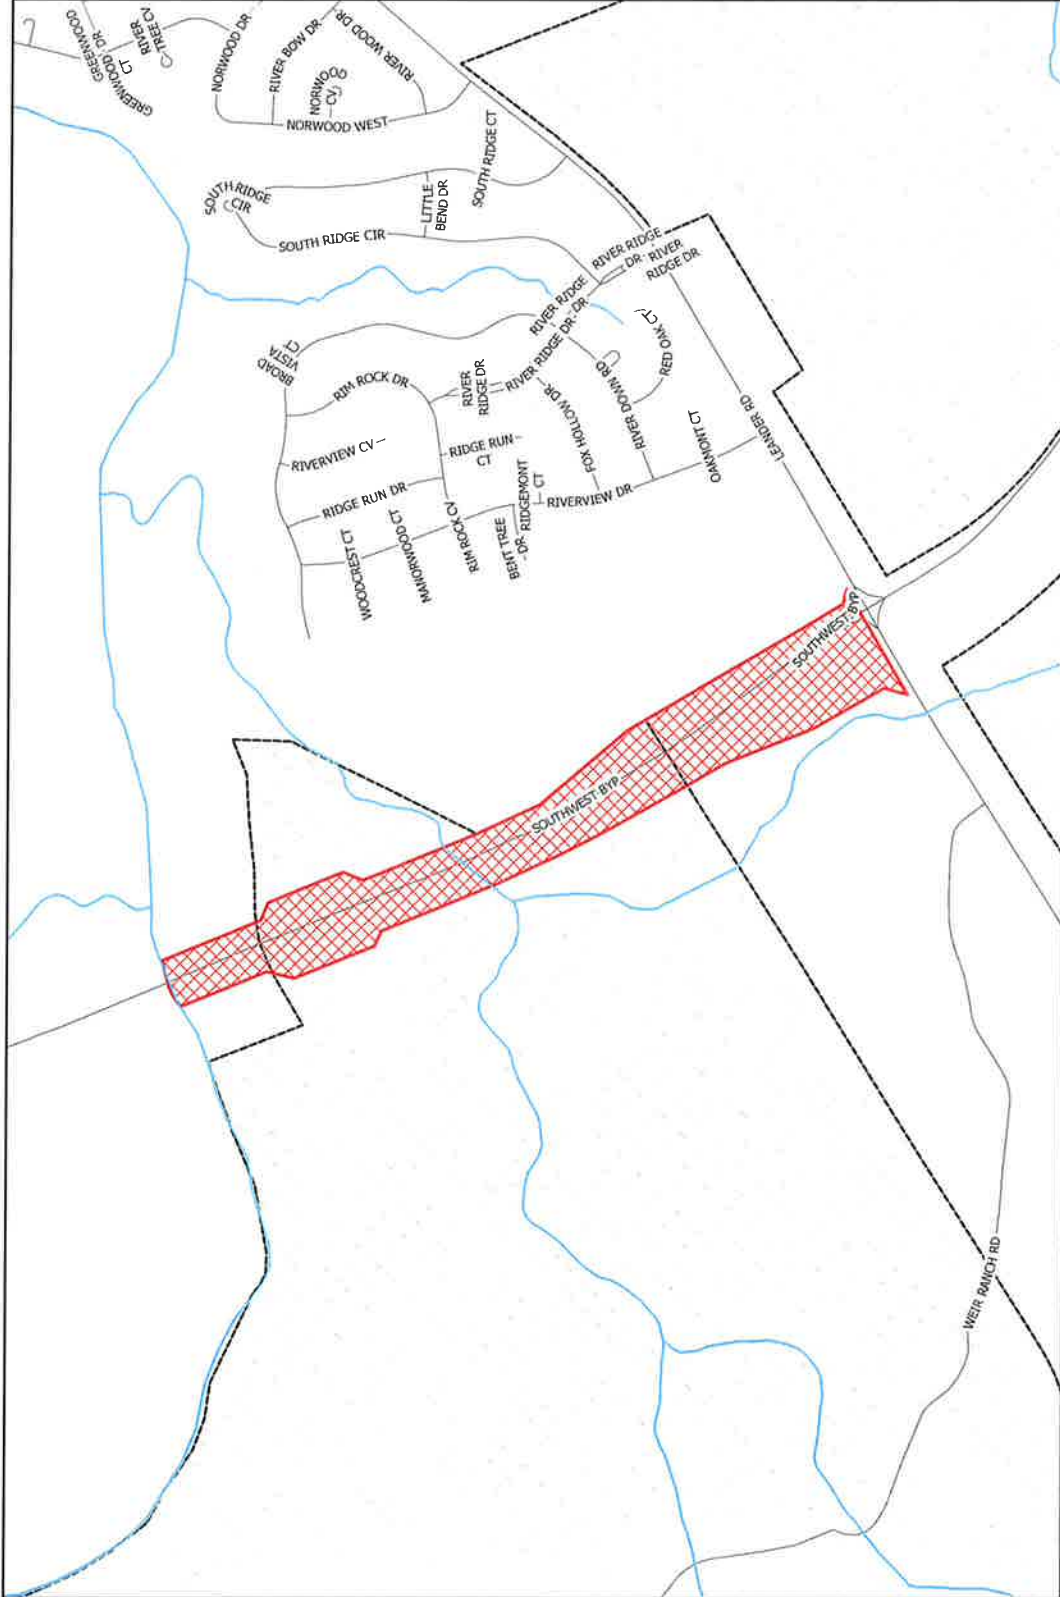 GREENWOOD
DR
GREENWOOD
CT
RIVER
TREE CV
NORWOOD DR
RIVER BOW DR
RIVER WOOD DR
NORWOOD
CV
NORWOOD WEST
GREENWOOD
SOUTH RIDGE CT
SOUTH RIDGE
CIR
LITTLE
BEND DR
SOUTH RIDGE CIR
RIVER RIDGE
DR
RIVER
RIDGE DR
RIVER RIDGE
DR
RIVER RIDGE DR
RED OAK CT
BROAD
VISTA
CT
RIM ROCK DR
RIVER
RIDGE DR
FOX HOLLOW DR
RIVER DOWN RD
LEANDER RD
OAKMONT CT
RIVERVIEW CV
RIDGE RUN
CT
RIDGE RUN DR
RIDGEMONT
CT
RIVERVIEW DR
WOODCREST CT
MANORWOOD CT
RIM ROCK CV
BENT TREE
DR
SOUTHWEST BYP
SOUTHWEST BYP
WEIR RANCH RD